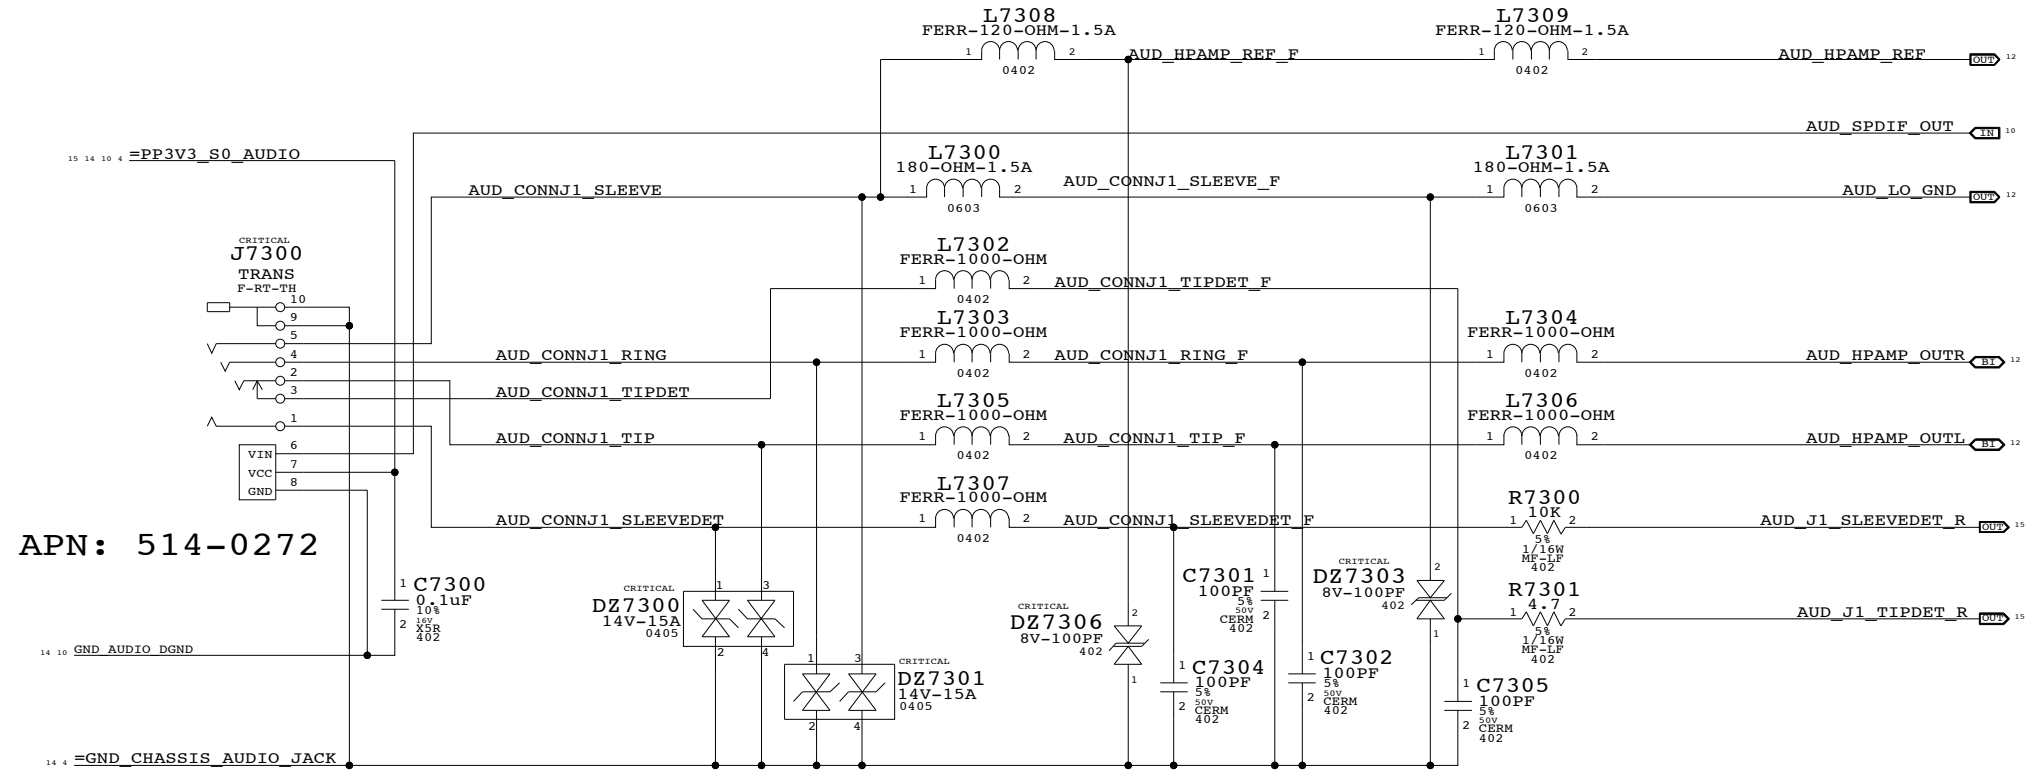 L7308
FERR-120-OHM-1.5A
1 2
0402
AUD_HPAMP_REF_F
L7309
FERR-120-OHM-1.5A
1 2
0402
AUD_HPAMP_REF
OUT 12
AUD_SPDIF_OUT
IN 10
15 14 10 4 =PP3V3_S0_AUDIO
AUD_CONNJ1_SLEEVE
L7300
180-OHM-1.5A
1 2
0603
AUD_CONNJ1_SLEEVE_F
L7301
180-OHM-1.5A
1 2
0603
AUD_LO_GND
OUT 12
CRITICAL
J7300
TRANS
F-RT-TH
10
9
5
4
2
3
1
6
7
8
VIN
VCC
GND
L7302
FERR-1000-OHM
1 2
0402
AUD_CONNJ1_TIPDET_F
AUD_CONNJ1_RING
L7303
FERR-1000-OHM
1 2
0402
AUD_CONNJ1_RING_F
L7304
FERR-1000-OHM
1 2
0402
AUD_HPAMP_OUTR
BI 12
AUD_CONNJ1_TIPDET
AUD_CONNJ1_TIP
L7305
FERR-1000-OHM
1 2
0402
AUD_CONNJ1_TIP_F
L7306
FERR-1000-OHM
1 2
0402
AUD_HPAMP_OUTL
BI 12
AUD_CONNJ1_SLEEVEDET
L7307
FERR-1000-OHM
1 2
0402
AUD_CONNJ1_SLEEVEDET_F
R7300
10K
1 2
5%
1/16W
MF-LF
402
AUD_J1_SLEEVEDET_R
OUT 15
APN: 514-0272
1
C7300
0.1uF
10%
16V
X5R
402
2
CRITICAL
DZ7300
14V-15A
0405
1 3
2 4
CRITICAL
DZ7301
14V-15A
0405
1 3
2 4
CRITICAL
DZ7306
8V-100PF
402
2
1
C7304
100PF
5%
50V
CERM
402
1
2
C7301
100PF
5%
50V
CERM
402
1
2
C7302
100PF
5%
50V
CERM
402
1
2
CRITICAL
DZ7303
8V-100PF
402
2
1
R7301
4.7
1 2
5%
1/16W
MF-LF
402
AUD_J1_TIPDET_R
OUT 15
C7305
100PF
5%
50V
CERM
402
1
2
14 10 GND_AUDIO_DGND
14 4 =GND_CHASSIS_AUDIO_JACK